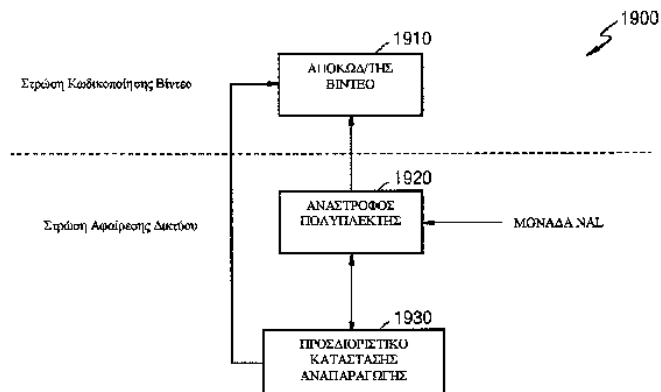 1900
1910
ΑΠΟΚΩΔ/ΤΗΣ
ΒΙΝΤΕΟ
Στρώση Κωδικοποίησης Βίντεο
1920
ΑΝΑΣΤΡΟΦΟΣ
ΠΟΛΥΠΛΕΚΤΗΣ
Στρώση Αφαίρεσης Δικτύου
ΜΟΝΑΔΑ NAL
1930
ΠΡΟΣΔΙΟΡΙΣΤΙΚΟ
ΚΑΤΑΣΤΑΣΗΣ
ΑΝΑΠΑΡΑΓΩΓΗΣ